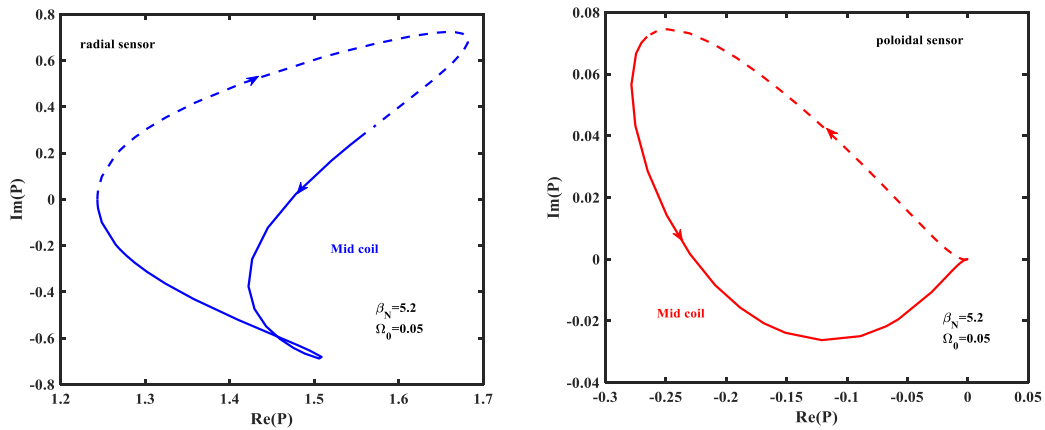 radial sensor
0.8
0.6
0.4
0.2
0
-0.2
-0.4
-0.6
-0.8
Im(P)
Mid coil
β_N=5.2
Ω_0=0.05
1.2 1.3 1.4 1.5 1.6 1.7
Re(P)
poloidal sensor
0.08
0.06
0.04
0.02
0
-0.02
-0.04
Im(P)
Mid coil
β_N=5.2
Ω_0=0.05
-0.3 -0.25 -0.2 -0.15 -0.1 -0.05 0 0.05
Re(P)